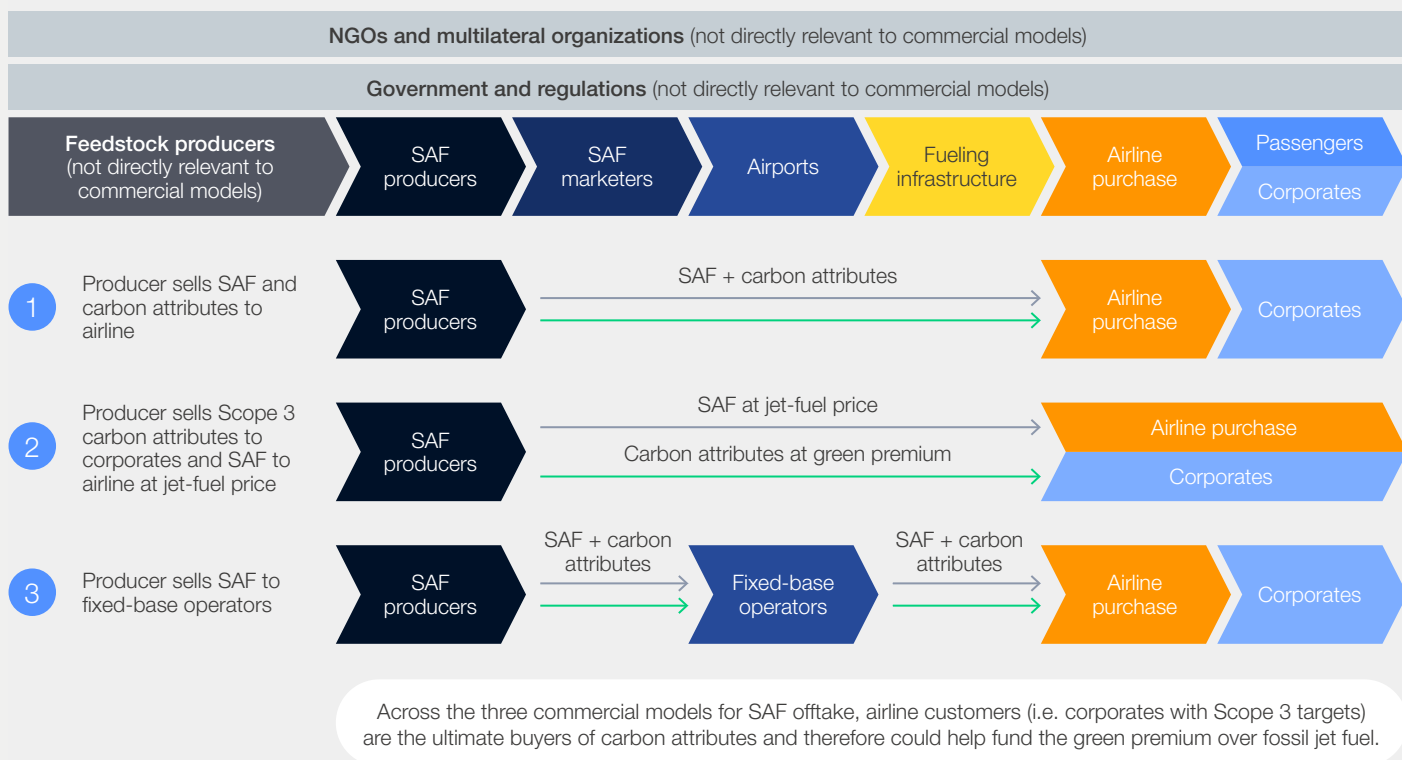 NGOs and multilateral organizations (not directly relevant to commercial models)
Government and regulations (not directly relevant to commercial models)
Feedstock producers
(not directly relevant to
commercial models)
SAF
producers
SAF
marketers
Airports
Fueling
infrastructure
Airline
purchase
Passengers
Corporates
1
Producer sells SAF and
carbon attributes to
airline
SAF
producers
SAF + carbon attributes
Airline
purchase
Corporates
2
Producer sells Scope 3
carbon attributes to
corporates and SAF to
airline at jet-fuel price
SAF
producers
SAF at jet-fuel price
Carbon attributes at green premium
Airline purchase
Corporates
3
Producer sells SAF to
fixed-base operators
SAF
producers
SAF + carbon
attributes
Fixed-base
operators
SAF + carbon
attributes
Airline
purchase
Corporates
Across the three commercial models for SAF offtake, airline customers (i.e. corporates with Scope 3 targets)
are the ultimate buyers of carbon attributes and therefore could help fund the green premium over fossil jet fuel.